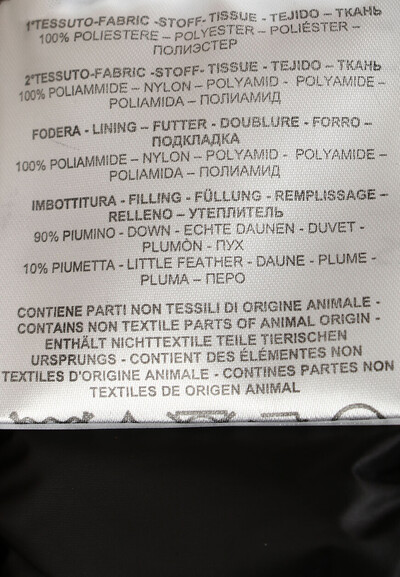 1°TESSUTO-FABRIC -STOFF- TISSUE - TEJIDO – ТКАНЬ
100% POLIESTERE – POLYESTER – POLIÉSTER –
ПОЛИЭСТЕР
2°TESSUTO-FABRIC -STOFF- TISSUE - TEJIDO – ТКАНЬ
100% POLIAMMIDE – NYLON – POLYAMID - POLYAMIDE –
POLIAMIDA – ПОЛИАМИД
FODERA - LINING – FUTTER - DOUBLURE - FORRO –
ПОДКЛАДКА
100% POLIAMMIDE – NYLON – POLYAMID - POLYAMIDE –
POLIAMIDA – ПОЛИАМИД
IMBOTTITURA - FILLING - FÜLLUNG - REMPLISSAGE –
RELLENO – УТЕПЛИТЕЛЬ
90% PIUMINO - DOWN - ECHTE DAUNEN - DUVET -
PLUMÓN - ПУХ
10% PIUMETTA - LITTLE FEATHER - DAUNE - PLUME -
PLUMA – ПЕРО
CONTIENE PARTI NON TESSILI DI ORIGINE ANIMALE -
CONTAINS NON TEXTILE PARTS OF ANIMAL ORIGIN -
ENTHÄLT NICHTTEXTILE TEILE TIERISCHEN
URSPRUNGS - CONTIENT DES ÉLÉMENTES NON
TEXTILES D'ORIGINE ANIMALE - CONTINES PARTES NON
TEXTILES DE ORIGEN ANIMAL